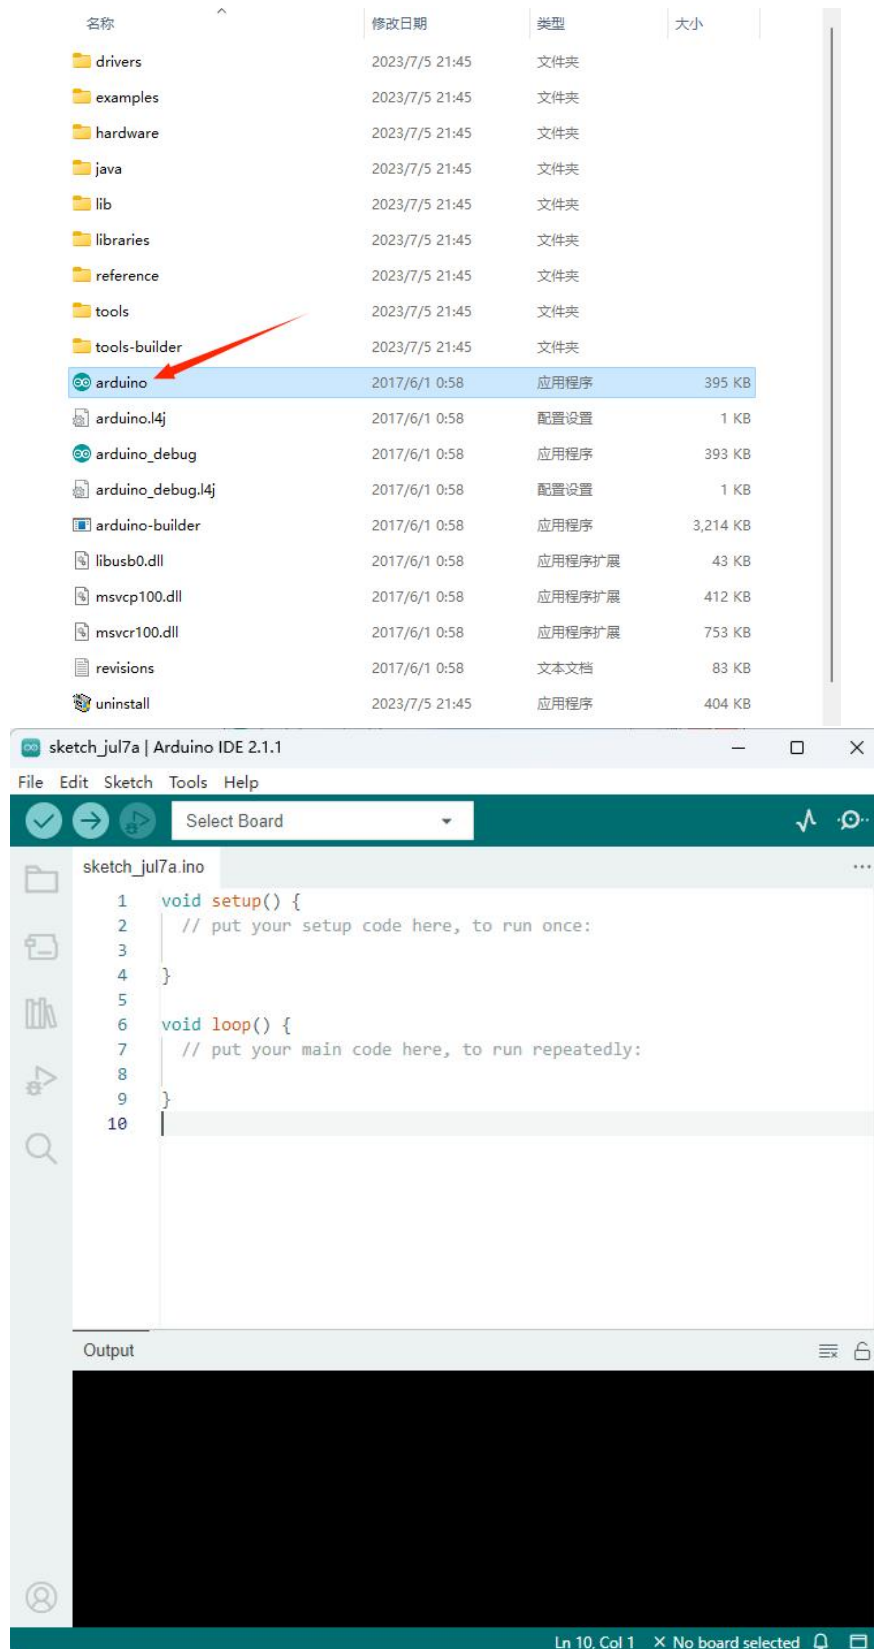 名称 修改日期 类型 大小
drivers 2023/7/5 21:45 文件夹
examples 2023/7/5 21:45 文件夹
hardware 2023/7/5 21:45 文件夹
java 2023/7/5 21:45 文件夹
lib 2023/7/5 21:45 文件夹
libraries 2023/7/5 21:45 文件夹
reference 2023/7/5 21:45 文件夹
tools 2023/7/5 21:45 文件夹
tools-builder 2023/7/5 21:45 文件夹
arduino 2017/6/1 0:58 应用程序 395 KB
arduino.l4j 2017/6/1 0:58 配置设置 1 KB
arduino_debug 2017/6/1 0:58 应用程序 393 KB
arduino_debug.l4j 2017/6/1 0:58 配置设置 1 KB
arduino-builder 2017/6/1 0:58 应用程序 3,214 KB
libusb0.dll 2017/6/1 0:58 应用程序扩展 43 KB
msvcp100.dll 2017/6/1 0:58 应用程序扩展 412 KB
msvcr100.dll 2017/6/1 0:58 应用程序扩展 753 KB
revisions 2017/6/1 0:58 文本文档 83 KB
uninstall 2023/7/5 21:45 应用程序 404 KB
sketch_jul7a | Arduino IDE 2.1.1
File Edit Sketch Tools Help
Select Board
sketch_jul7a.ino
1 void setup() {
2 // put your setup code here, to run once:
3
4 }
5
6 void loop() {
7 // put your main code here, to run repeatedly:
8
9 }
10
Output
Ln 10, Col 1 × No board selected